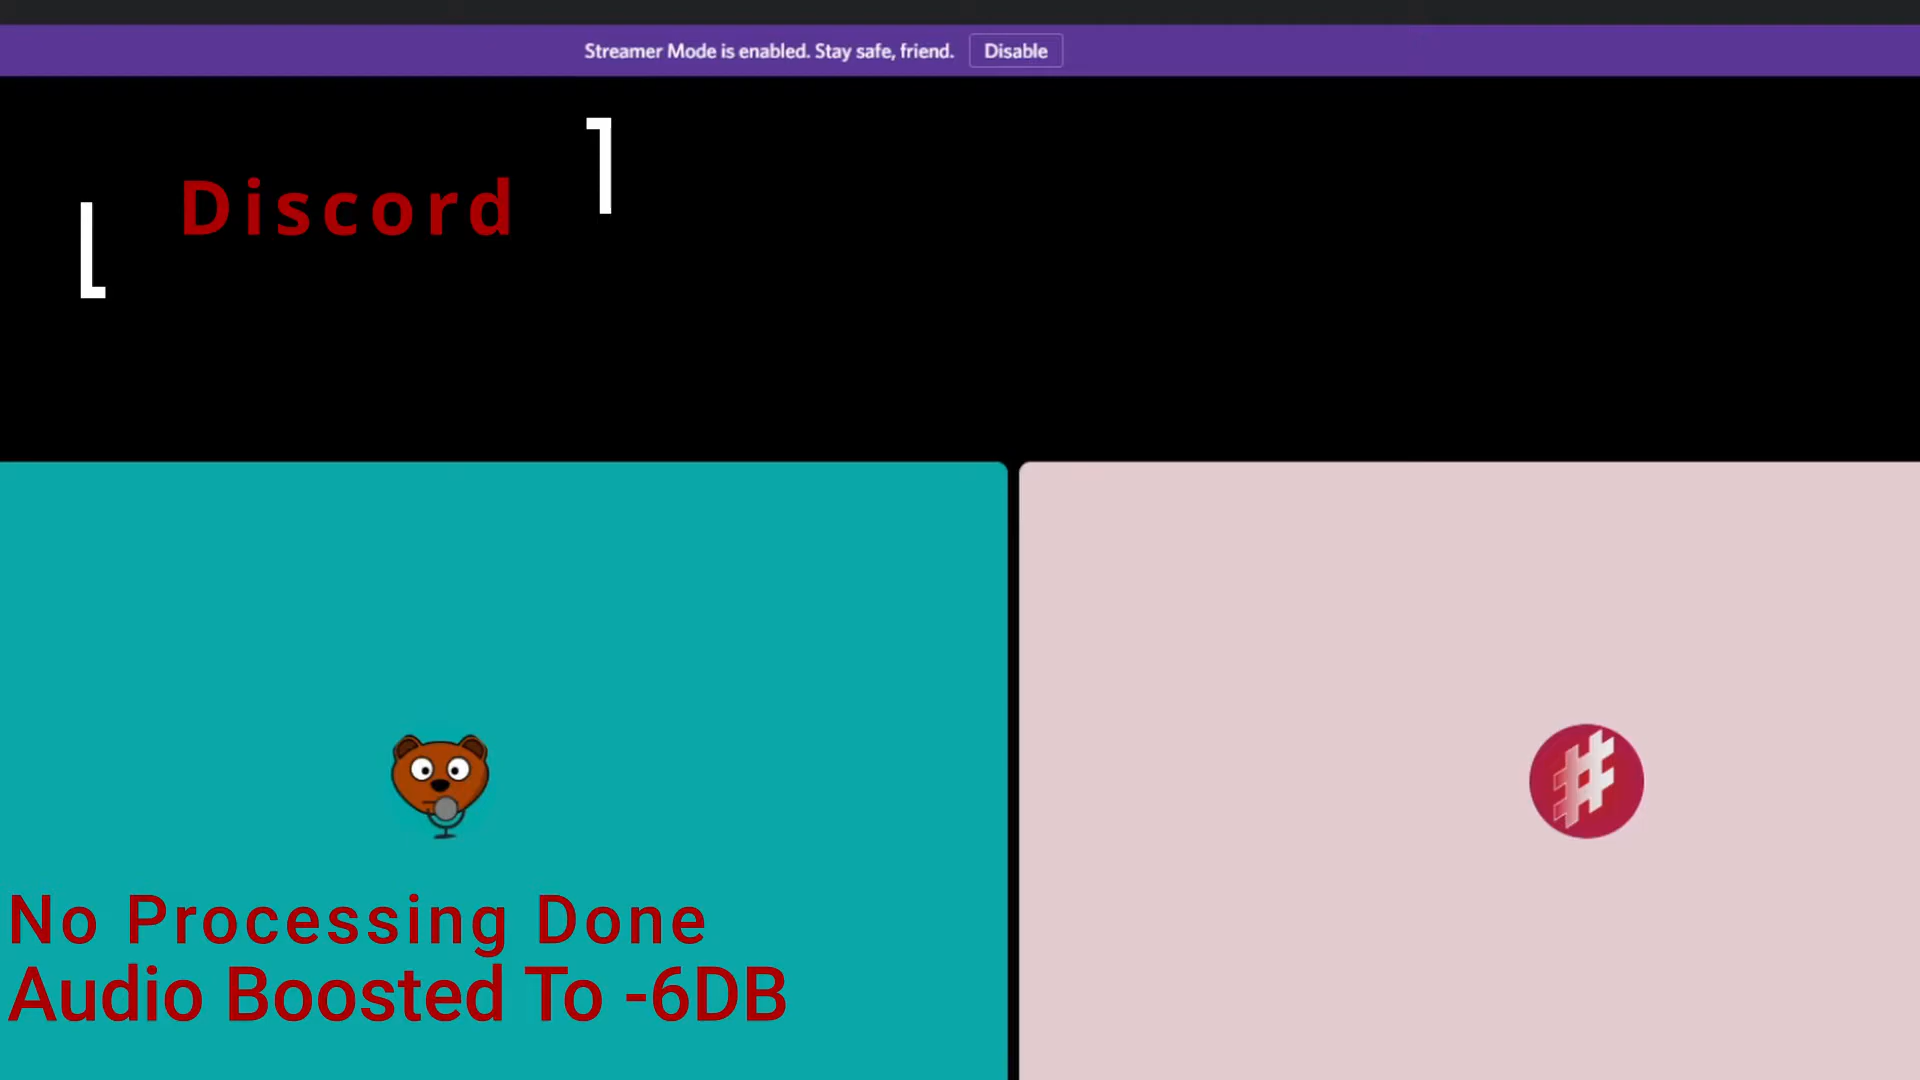 Streamer Mode is enabled. Stay safe, friend. Disable
Discord
No Processing Done
Audio Boosted To -6DB